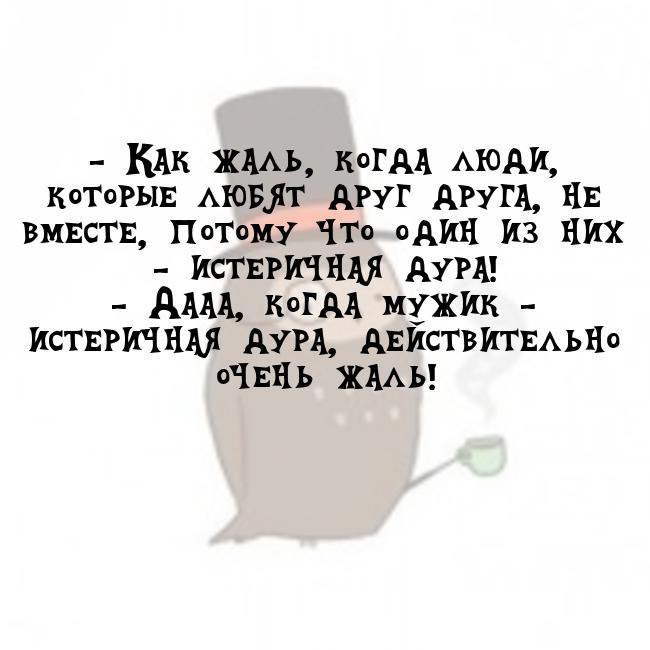 - Как жаль, когда люди,
которые любят друг друга, не
вместе, потому что один из них
- истеричная дура!
- Дааа, когда мужик -
истеричная дура, действительно
очень жаль!